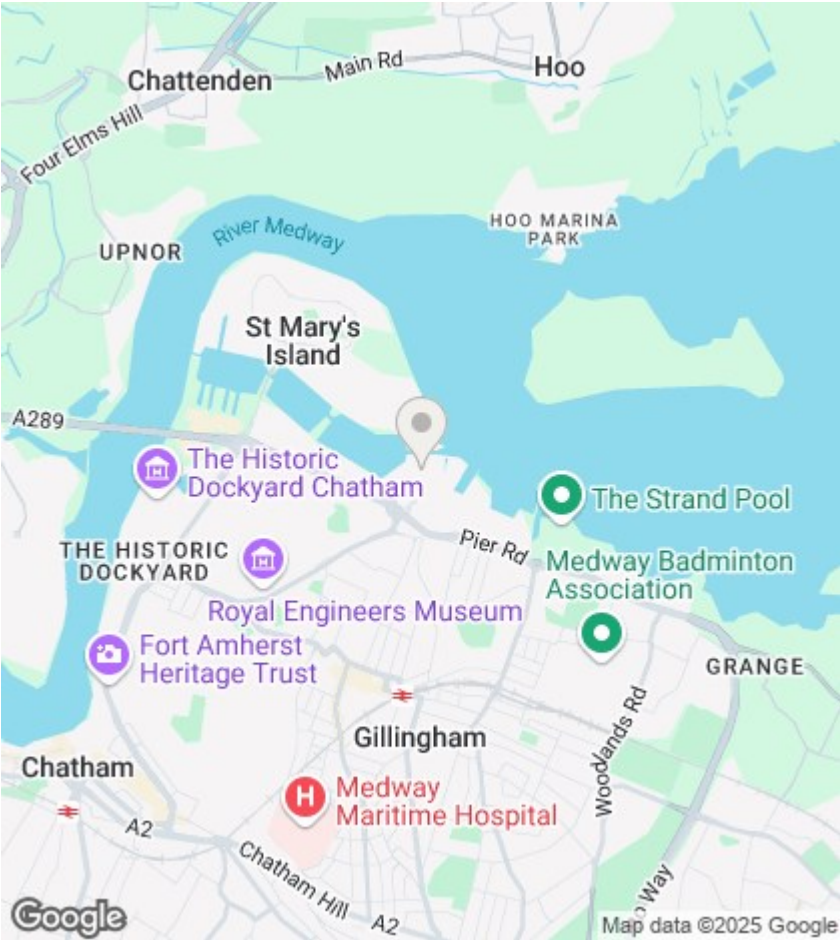 Chattenden
Main Rd
Hoo
Four Elms Hill
River Medway
HOO MARINA
PARK
UPNOR
St Mary's
Island
A289
The Historic
Dockyard Chatham
The Strand Pool
Pier Rd
THE HISTORIC
DOCKYARD
Medway Badminton
Association
Royal Engineers Museum
Fort Amherst
Heritage Trust
GRANGE
Woodlands Rd
Gillingham
Chatham
H
Medway
Maritime Hospital
A2
Chatham Hill
A2
Way
Google
Map data ©2025 Google